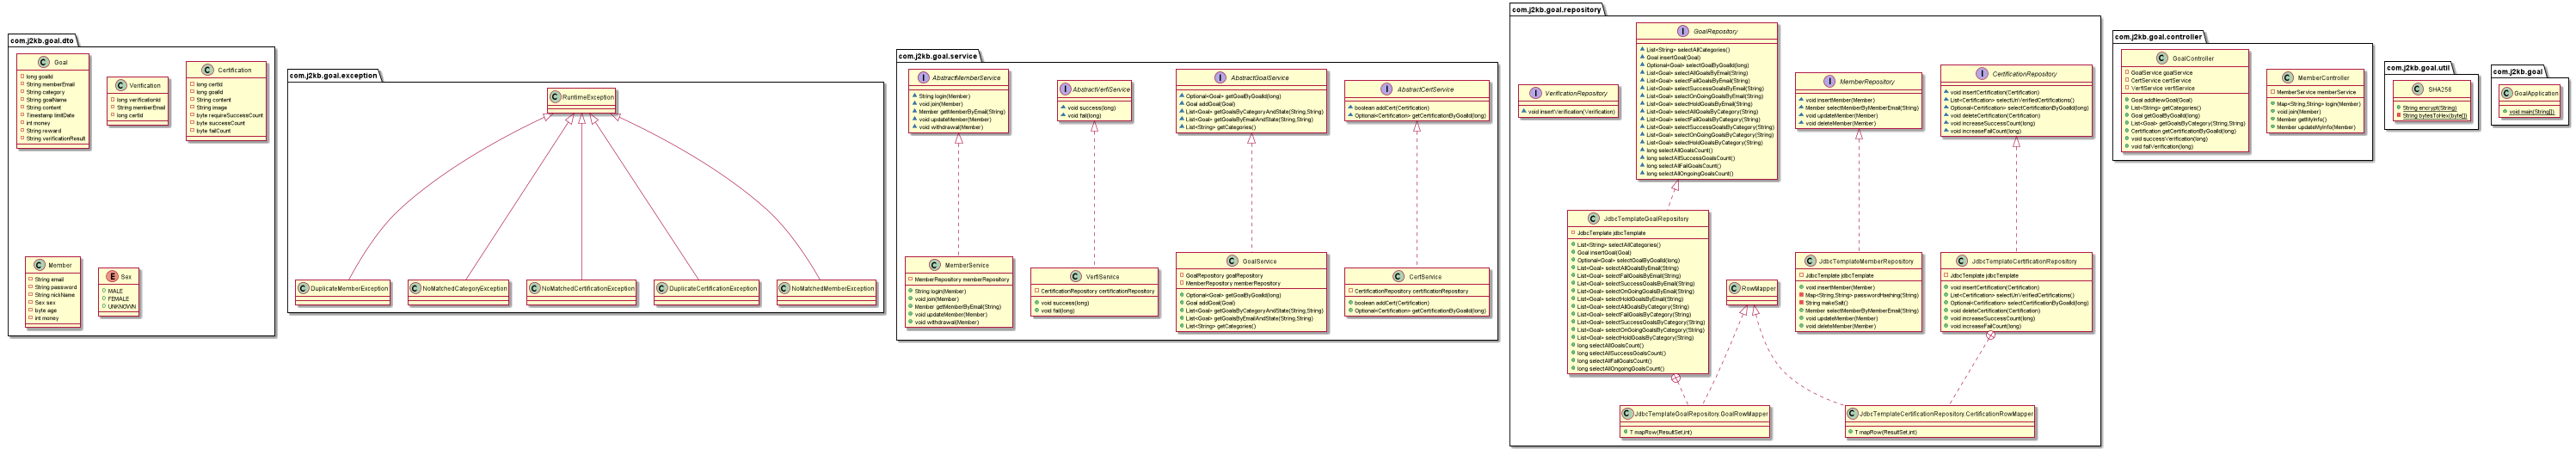 com.j2kb.goal.dto
C Goal
long goalId
String memberEmail
String category
String goalName
String content
Timestamp limitDate
int money
String reward
String verificationResult
C Verification
long verificationId
String memberEmail
long certId
C Certification
long certId
long goalId
String content
String image
byte requireSuccessCount
byte successCount
byte failCount
C Member
String email
String password
String nickName
Sex sex
byte age
int money
E Sex
MALE
FEMALE
UNKNOWN
com.j2kb.goal.exception
C RuntimeException
C DuplicateMemberException
C NoMatchedCategoryException
C NoMatchedCertificationException
C DuplicateCertificationException
C NoMatchedMemberException
com.j2kb.goal.service
I AbstractMemberService
String login(Member)
void join(Member)
Member getMemberByEmail(String)
void updateMember(Member)
void withdrawal(Member)
I AbstractVerfiService
void success(long)
void fail(long)
I AbstractGoalService
Optional<Goal> getGoalByGoalId(long)
Goal addGoal(Goal)
List<Goal> getGoalsByCategoryAndState(String,String)
List<Goal> getGoalsByEmailAndState(String,String)
List<String> getCategories()
I AbstractCertService
boolean addCert(Certification)
Optional<Certification> getCertificationByGoalId(long)
C MemberService
MemberRepository memberRepository
String login(Member)
void join(Member)
Member getMemberByEmail(String)
void updateMember(Member)
void withdrawal(Member)
C VerfiService
CertificationRepository certificationRepository
void success(long)
void fail(long)
C GoalService
GoalRepository goalRepository
MemberRepository memberRepository
Optional<Goal> getGoalByGoalId(long)
Goal addGoal(Goal)
List<Goal> getGoalsByCategoryAndState(String,String)
List<Goal> getGoalsByEmailAndState(String,String)
List<String> getCategories()
C CertService
CertificationRepository certificationRepository
boolean addCert(Certification)
Optional<Certification> getCertificationByGoalId(long)
com.j2kb.goal.repository
I VerificationRepository
void insertVerification(Verification)
I GoalRepository
List<String> selectAllCategories()
Goal insertGoal(Goal)
Optional<Goal> selectGoalByGoalId(long)
List<Goal> selectAllGoalsByEmail(String)
List<Goal> selectFailGoalsByEmail(String)
List<Goal> selectSuccessGoalsByEmail(String)
List<Goal> selectOnGoingGoalsByEmail(String)
List<Goal> selectHoldGoalsByEmail(String)
List<Goal> selectAllGoalsByCategory(String)
List<Goal> selectFailGoalsByCategory(String)
List<Goal> selectSuccessGoalsByCategory(String)
List<Goal> selectOnGoingGoalsByCategory(String)
List<Goal> selectHoldGoalsByCategory(String)
long selectAllGoalsCount()
long selectAllSuccessGoalsCount()
long selectAllFailGoalsCount()
long selectAllOngoingGoalsCount()
I MemberRepository
void insertMember(Member)
Member selectMemberByMemberEmail(String)
void updateMember(Member)
void deleteMember(Member)
I CertificationRepository
void insertCertification(Certification)
List<Certification> selectUnVerifedCertifications()
Optional<Certification> selectCertificationByGoalId(long)
void deleteCertification(Certification)
void increaseSuccessCount(long)
void increaseFailCount(long)
C JdbcTemplateGoalRepository
JdbcTemplate jdbcTemplate
List<String> selectAllCategories()
Goal insertGoal(Goal)
Optional<Goal> selectGoalByGoalId(long)
List<Goal> selectAllGoalsByEmail(String)
List<Goal> selectFailGoalsByEmail(String)
List<Goal> selectSuccessGoalsByEmail(String)
List<Goal> selectOnGoingGoalsByEmail(String)
List<Goal> selectHoldGoalsByEmail(String)
List<Goal> selectAllGoalsByCategory(String)
List<Goal> selectFailGoalsByCategory(String)
List<Goal> selectSuccessGoalsByCategory(String)
List<Goal> selectOnGoingGoalsByCategory(String)
List<Goal> selectHoldGoalsByCategory(String)
long selectAllGoalsCount()
long selectAllSuccessGoalsCount()
long selectAllFailGoalsCount()
long selectAllOngoingGoalsCount()
C RowMapper
C JdbcTemplateMemberRepository
JdbcTemplate jdbcTemplate
void insertMember(Member)
Map<String,String> passwordHashing(String)
String makeSalt()
Member selectMemberByMemberEmail(String)
void updateMember(Member)
void deleteMember(Member)
C JdbcTemplateCertificationRepository
JdbcTemplate jdbcTemplate
void insertCertification(Certification)
List<Certification> selectUnVerifedCertifications()
Optional<Certification> selectCertificationByGoalId(long)
void deleteCertification(Certification)
void increaseSuccessCount(long)
void increaseFailCount(long)
C JdbcTemplateGoalRepository.GoalRowMapper
T mapRow(ResultSet,int)
C JdbcTemplateCertificationRepository.CertificationRowMapper
T mapRow(ResultSet,int)
com.j2kb.goal.controller
C GoalController
GoalService goalService
CertService certService
VerfiService verfiService
Goal addNewGoal(Goal)
List<String> getCategories()
Goal getGoalByGoalId(long)
List<Goal> getGoalsByCategory(String,String)
Certification getCertificationByGoalId(long)
void successVerification(long)
void failVerification(long)
C MemberController
MemberService memberService
Map<String,String> login(Member)
void join(Member)
Member getMyInfo()
Member updateMyInfo(Member)
com.j2kb.goal.util
C SHA256
String encrypt(String)
String bytesToHex(byte[])
com.j2kb.goal
C GoalApplication
void main(String[])